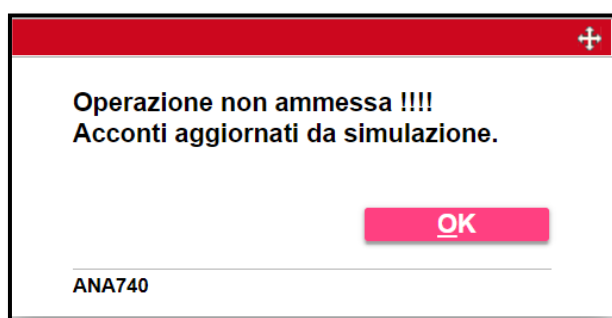 Operazione non ammessa !!!!
Acconti aggiornati da simulazione.
OK
ANA740